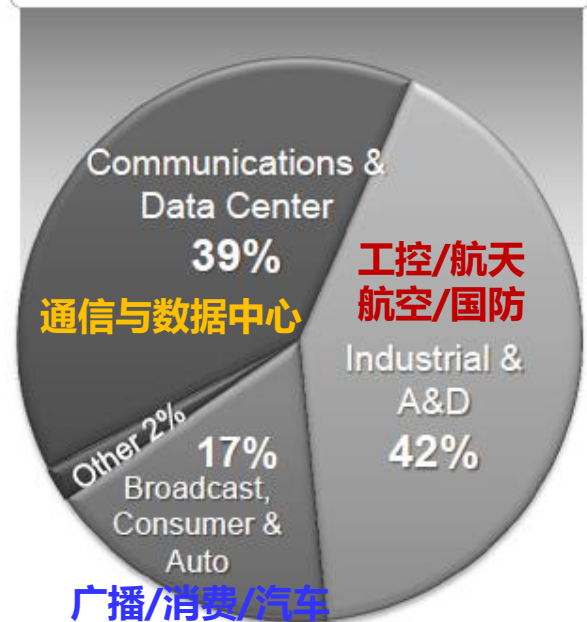 Communications &
Data Center
39%
通信与数据中心
工控/航天
航空/国防
Industrial &
A&D
42%
Other 2%
17%
Broadcast,
Consumer &
Auto
广播/消费/汽车